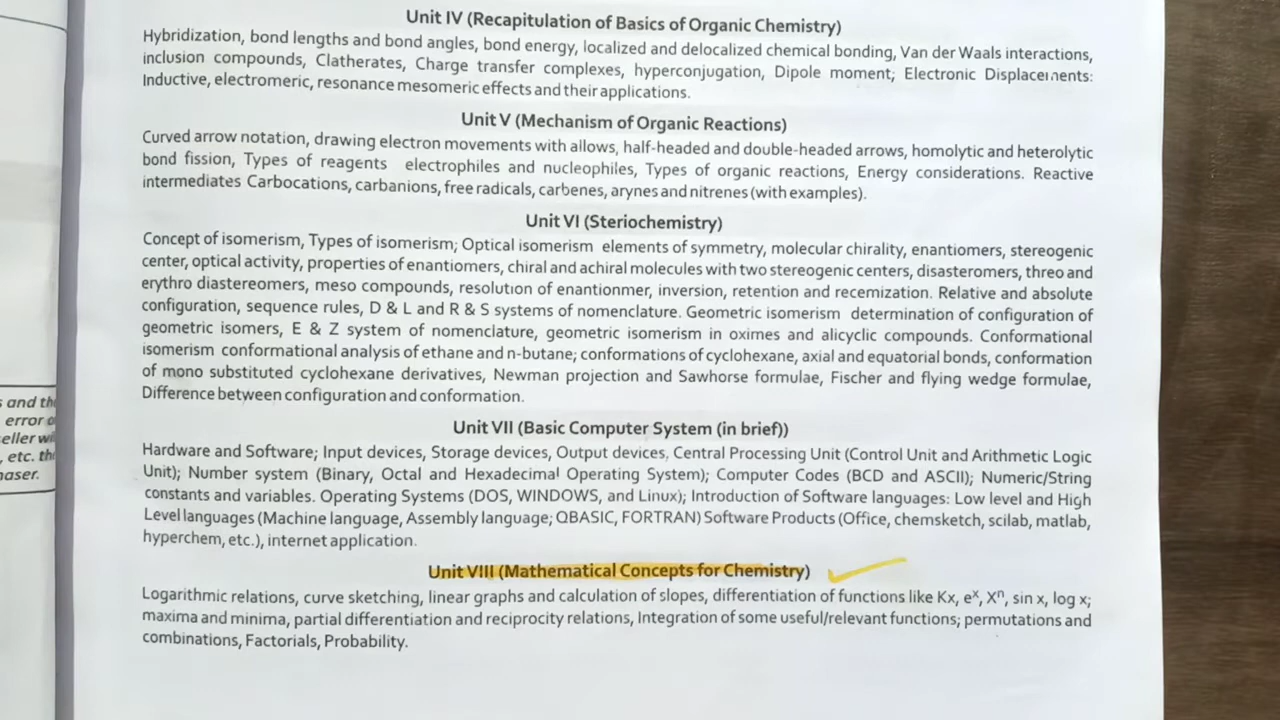 Unit IV (Recapitulation of Basics of Organic Chemistry)
Hybridization, bond lengths and bond angles, bond energy, localized and delocalized chemical bonding, Van der Waals interactions,
inclusion compounds, Clatherates, Charge transfer complexes, hyperconjugation, Dipole moment; Electronic Displacements:
Inductive, electromeric, resonance mesomeric effects and their applications.
Unit V (Mechanism of Organic Reactions)
Curved arrow notation, drawing electron movements with allows, half-headed and double-headed arrows, homolytic and heterolytic
bond fission, Types of reagents electrophiles and nucleophiles, Types of organic reactions, Energy considerations. Reactive
intermediates Carbocations, carbanions, free radicals, carbenes, arynes and nitrenes (with examples).
Unit VI (Steriochemistry)
Concept of isomerism, Types of isomerism; Optical isomerism elements of symmetry, molecular chirality, enantiomers, stereogenic
center, optical activity, properties of enantiomers, chiral and achiral molecules with two stereogenic centers, disasteromers, threo and
erythro diastereomers, meso compounds, resolution of enantionmer, inversion, retention and recemization. Relative and absolute
configuration, sequence rules, D & L and R & S systems of nomenclature. Geometric isomerism determination of configuration of
geometric isomers, E & Z system of nomenclature, geometric isomerism in oximes and alicyclic compounds. Conformational
isomerism conformational analysis of ethane and n-butane; conformations of cyclohexane, axial and equatorial bonds, conformation
of mono substituted cyclohexane derivatives, Newman projection and Sawhorse formulae, Fischer and flying wedge formulae,
Difference between configuration and conformation.
s and the
error o
eller wi
, etc. the
haser.
Unit VII (Basic Computer System (in brief))
Hardware and Software; Input devices, Storage devices, Output devices, Central Processing Unit (Control Unit and Arithmetic Logic
Unit); Number system (Binary, Octal and Hexadecimal Operating System); Computer Codes (BCD and ASCII); Numeric/String
constants and variables. Operating Systems (DOS, WINDOWS, and Linux); Introduction of Software languages: Low level and High
Level languages (Machine language, Assembly language; QBASIC, FORTRAN) Software Products (Office, chemsketch, scilab, matlab,
hyperchem, etc.), internet application.
Unit VIII (Mathematical Concepts for Chemistry)
Logarithmic relations, curve sketching, linear graphs and calculation of slopes, differentiation of functions like Kx, eˣ, Xⁿ, sin x, log x;
maxima and minima, partial differentiation and reciprocity relations, Integration of some useful/relevant functions; permutations and
combinations, Factorials, Probability.